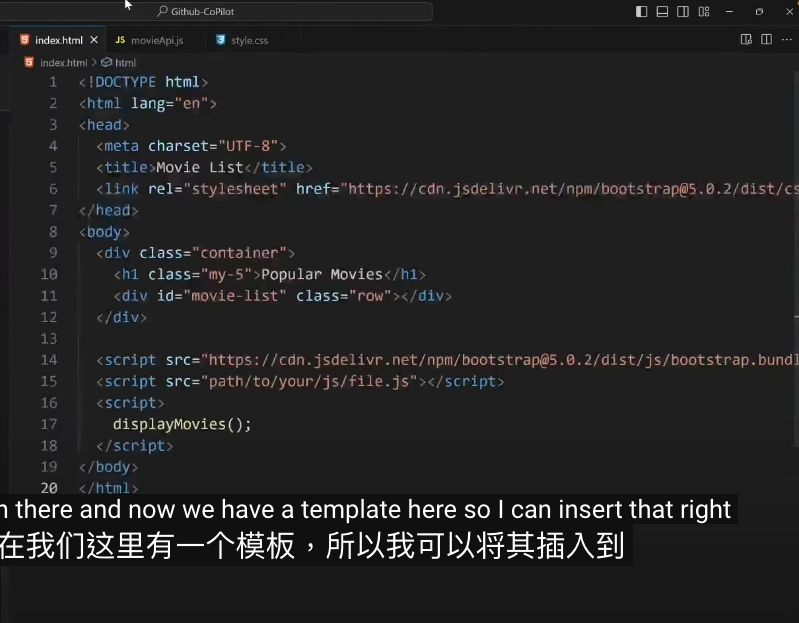 Github-CoPilot
index.html
JS movieApi.js
style.css
index.html > html
1 <!DOCTYPE html>
2 <html lang="en">
3 <head>
4 <meta charset="UTF-8">
5 <title>Movie List</title>
6 <link rel="stylesheet" href="https://cdn.jsdelivr.net/npm/bootstrap@5.0.2/dist/cs
7 </head>
8 <body>
9 <div class="container">
10 <h1 class="my-5">Popular Movies</h1>
11 <div id="movie-list" class="row"></div>
12 </div>
13
14 <script src="https://cdn.jsdelivr.net/npm/bootstrap@5.0.2/dist/js/bootstrap.bundl
15 <script src="path/to/your/js/file.js"></script>
16 <script>
17 displayMovies();
18 </script>
19 </body>
20 </html>
n there and now we have a template here so I can insert that right
在我们这里有一个模板，所以我可以将其插入到